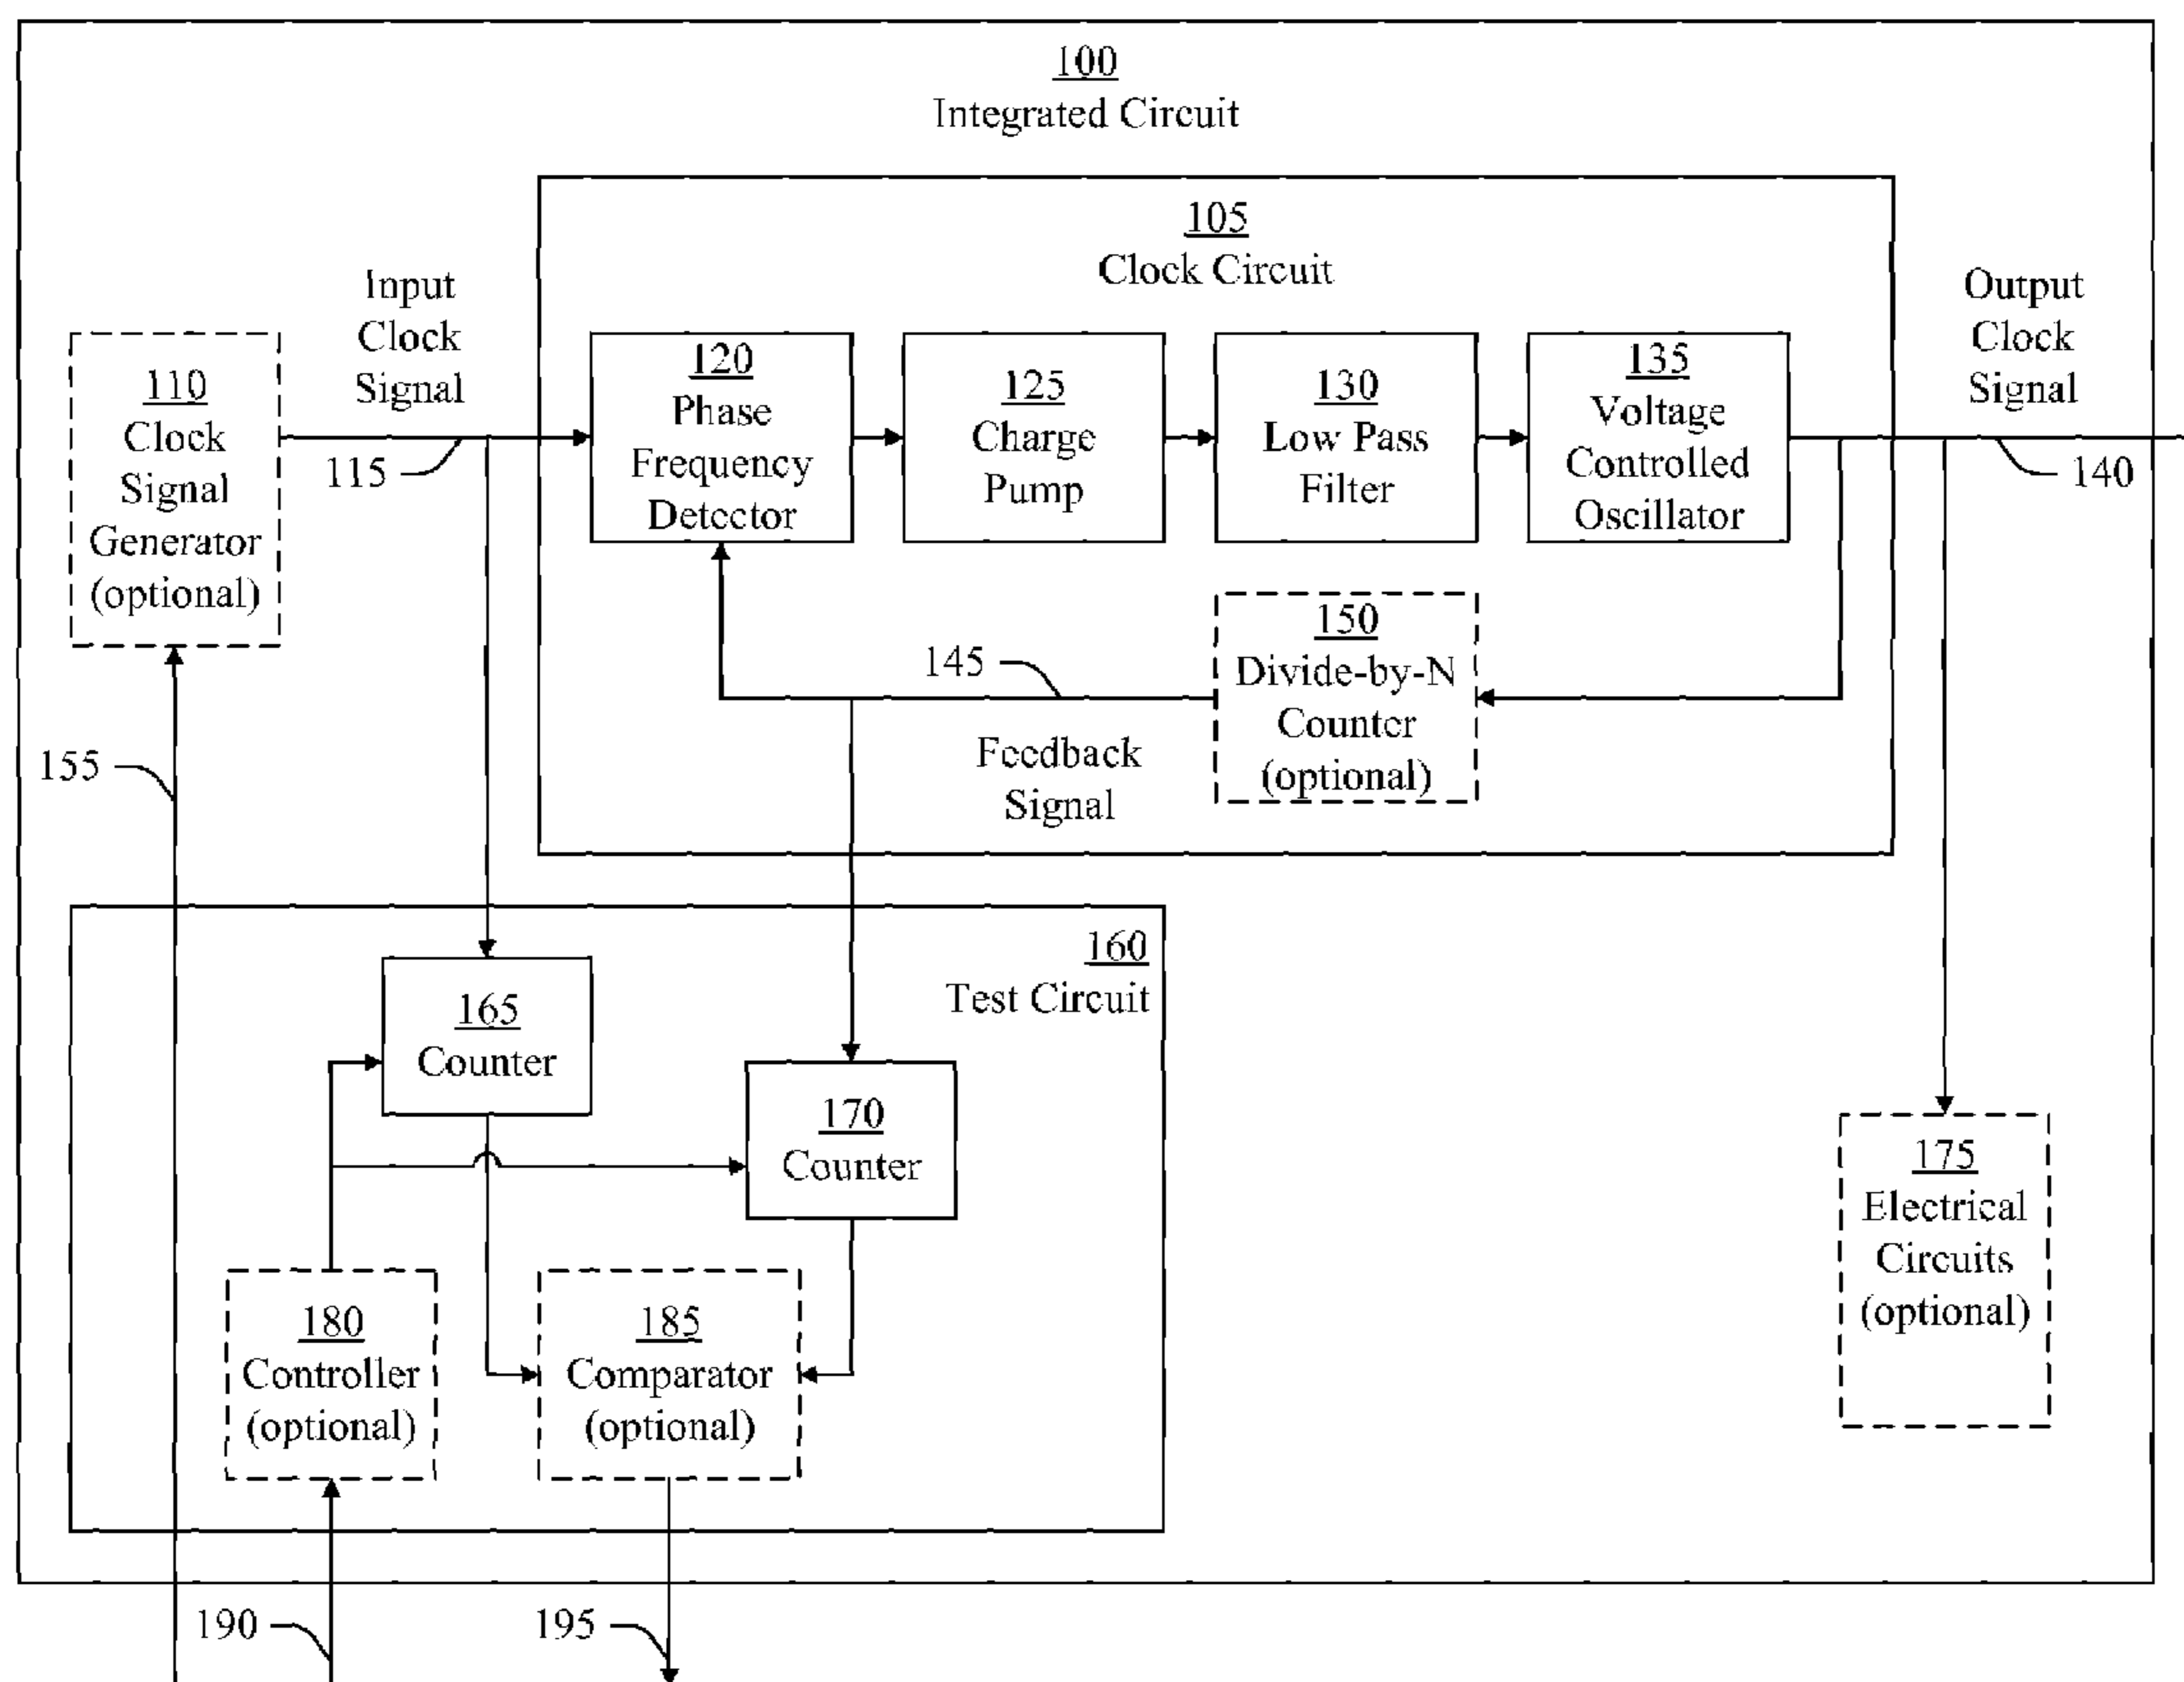 100
Integrated Circuit
105
Clock Circuit
Input
Clock
Signal
Output
Clock
Signal
110
Clock
Signal
Generator
(optional)
115
120
Phase
Frequency
Detector
125
Charge
Pump
130
Low Pass
Filter
135
Voltage
Controlled
Oscillator
140
145
Feedback
Signal
150
Divide-by-N
Counter
(optional)
155
160
Test Circuit
165
Counter
170
Counter
175
Electrical
Circuits
(optional)
180
Controller
(optional)
185
Comparator
(optional)
190
195